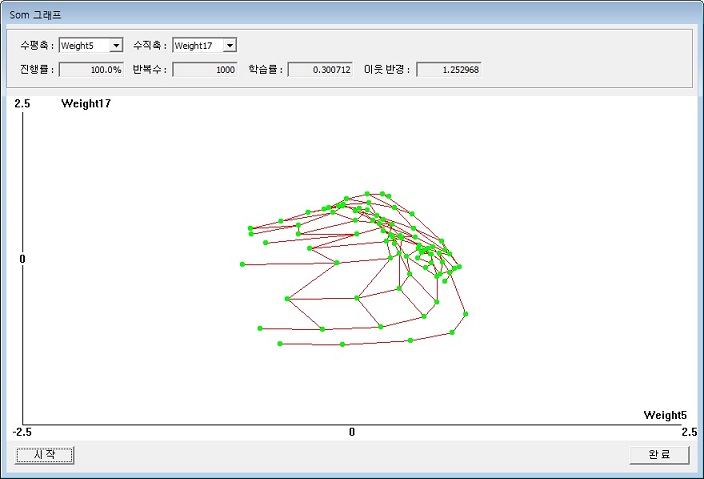 Som 그래프
수평축 : Weight5 수직축 : Weight17
진행률 : 100.0% 반복수 : 1000 학습률 : 0.300712 이웃 반경 : 1.252968
2.5 Weight17
0
Weight5
-2.5 0 2.5
시 작 완 료